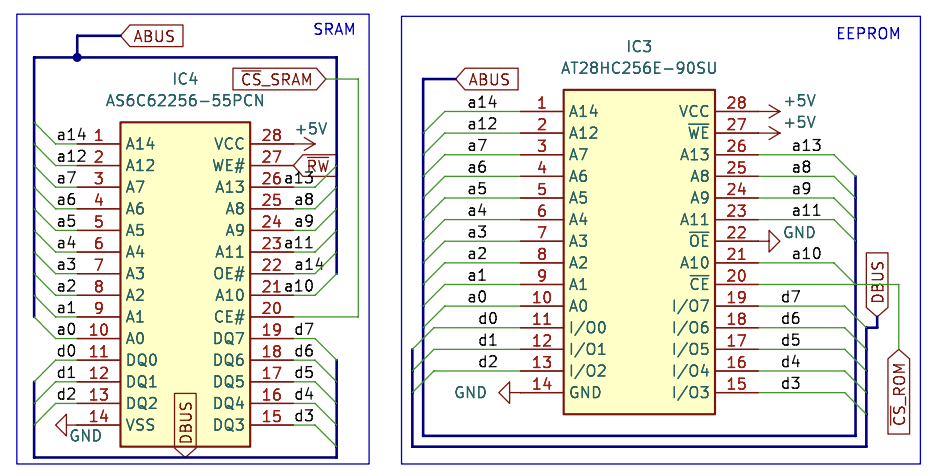 SRAM
ABUS
IC4
CS_SRAM
AS6C62256-55PCN
a14 1 A14 VCC 28 +5V
a12 2 A12 WE# 27 RW
a7 3 A7 A13 26 a13
a6 4 A6 A8 25 a8
a5 5 A5 A9 24 a9
a4 6 A4 A11 23 a11
a3 7 A3 OE# 22 a14
a2 8 A2 A10 21 a10
a1 9 A1 CE# 20
a0 10 A0 DQ7 19 d7
d0 11 DQ0 DQ6 18 d6
d1 12 DQ1 DQ5 17 d5
d2 13 DQ2 DQ4 16 d4
GND 14 VSS DQ3 15 d3
DBUS
EEPROM
IC3
AT28HC256E-90SU
ABUS
a14 1 A14 VCC 28 +5V
a12 2 A12 WE 27 +5V
a7 3 A7 A13 26 a13
a6 4 A6 A8 25 a8
a5 5 A5 A9 24 a9
a4 6 A4 A11 23 a11
a3 7 A3 OE 22 GND
a2 8 A2 A10 21 a10
a1 9 A1 CE 20
a0 10 A0 I/O7 19 d7
d0 11 I/O0 I/O6 18 d6
d1 12 I/O1 I/O5 17 d5
d2 13 I/O2 I/O4 16 d4
GND 14 GND I/O3 15 d3
DBUS
CS_ROM